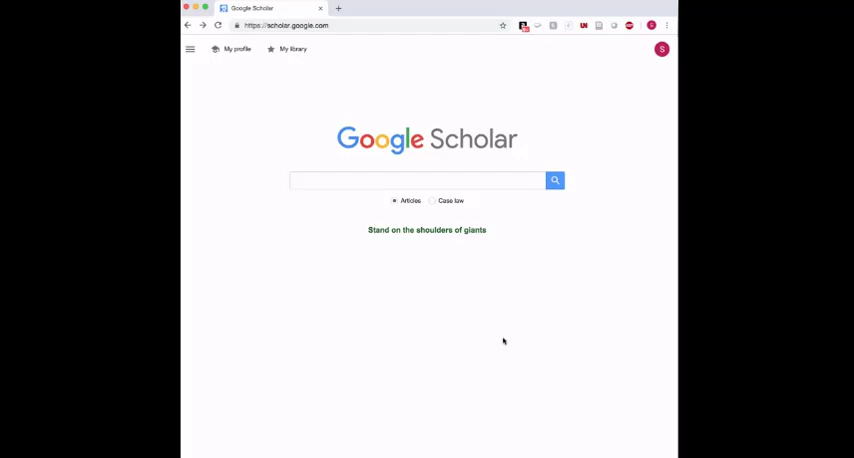 Google Scholar
https://scholar.google.com
My profile
My library
S
Google Scholar
Articles
Case law
Stand on the shoulders of giants